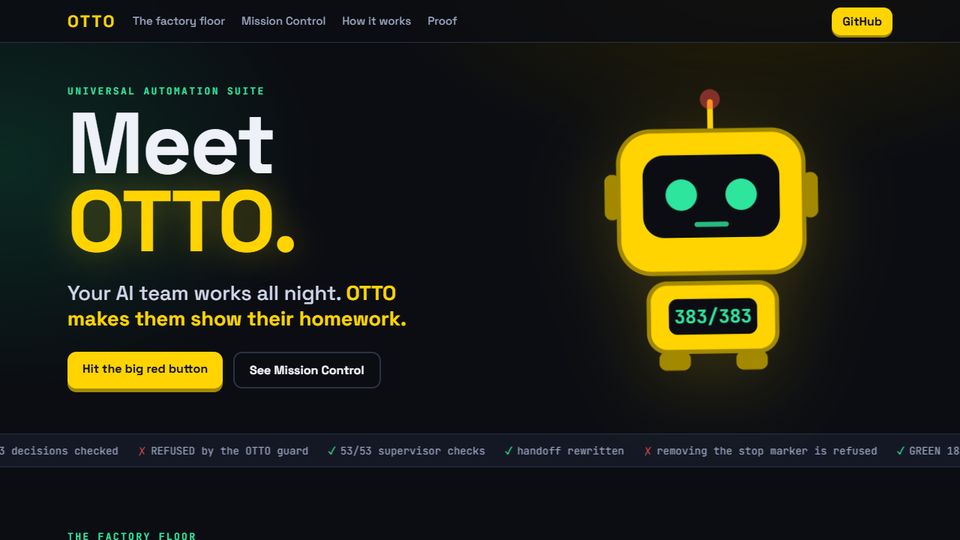 OTTO The factory floor Mission Control How it works Proof GitHub
UNIVERSAL AUTOMATION SUITE
Meet
OTTO.
Your AI team works all night. OTTO
makes them show their homework.
Hit the big red button See Mission Control
383/383
3 decisions checked ✗ REFUSED by the OTTO guard ✓ 53/53 supervisor checks ✓ handoff rewritten ✗ removing the stop marker is refused ✓ GREEN 18
THE FACTORY FLOOR